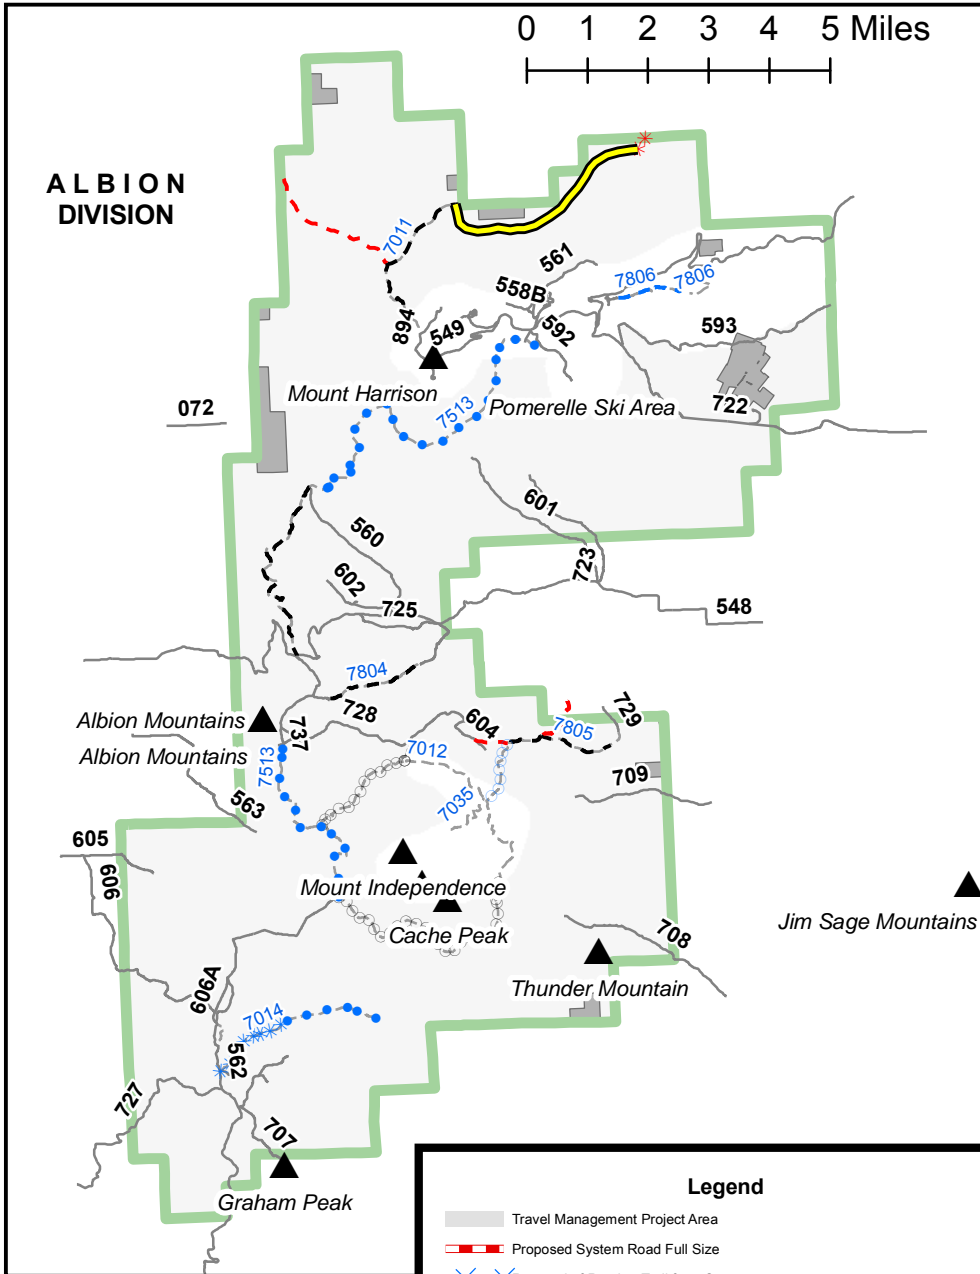 0 1 2 3 4 5 Miles
ALBION
DIVISION
7011
561
7806
7806
558B
894
549
592
593
Mount Harrison
7513
Pomerelle Ski Area
722
072
601
560
723
602
725
548
7804
728
Albion Mountains
737
604
7805
729
Albion Mountains
7513
7012
709
563
7035
605
606
Mount Independence
Cache Peak
Jim Sage Mountains
708
606A
Thunder Mountain
7014
562
727
707
Graham Peak
Legend
Travel Management Project Area
Proposed System Road Full Size